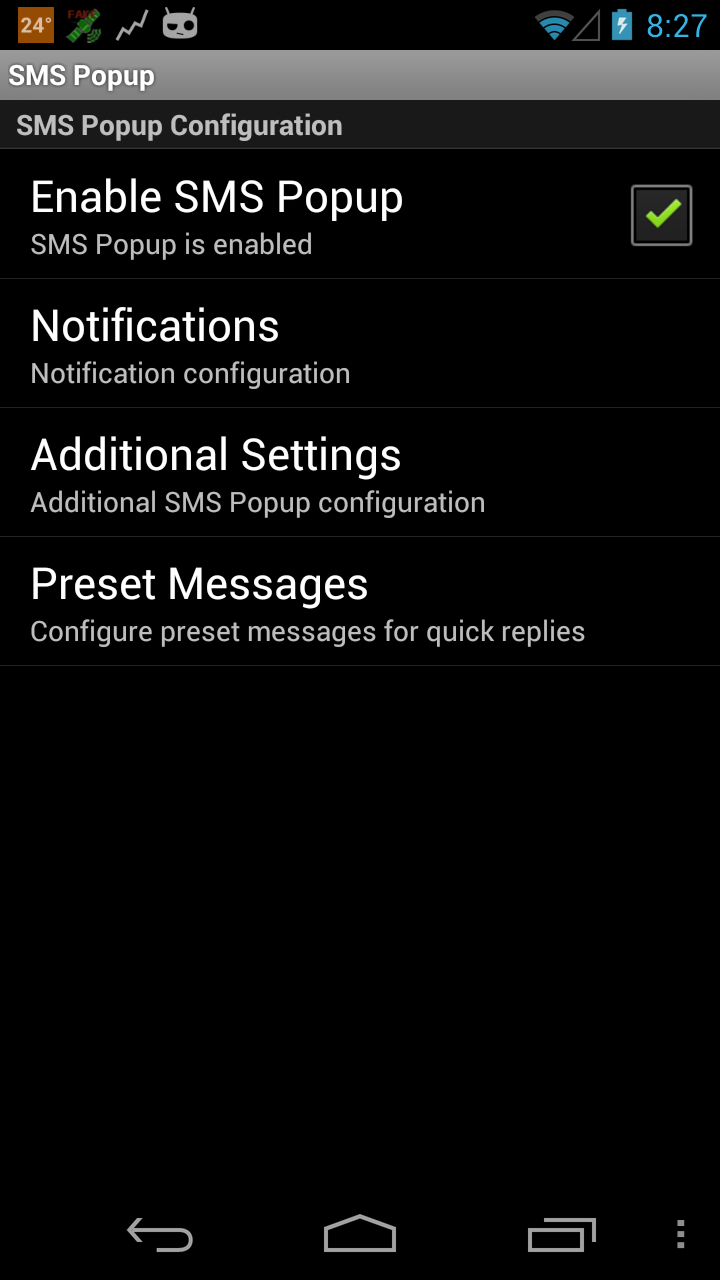 24° FAKE 8:27
SMS Popup
SMS Popup Configuration
Enable SMS Popup
SMS Popup is enabled
Notifications
Notification configuration
Additional Settings
Additional SMS Popup configuration
Preset Messages
Configure preset messages for quick replies